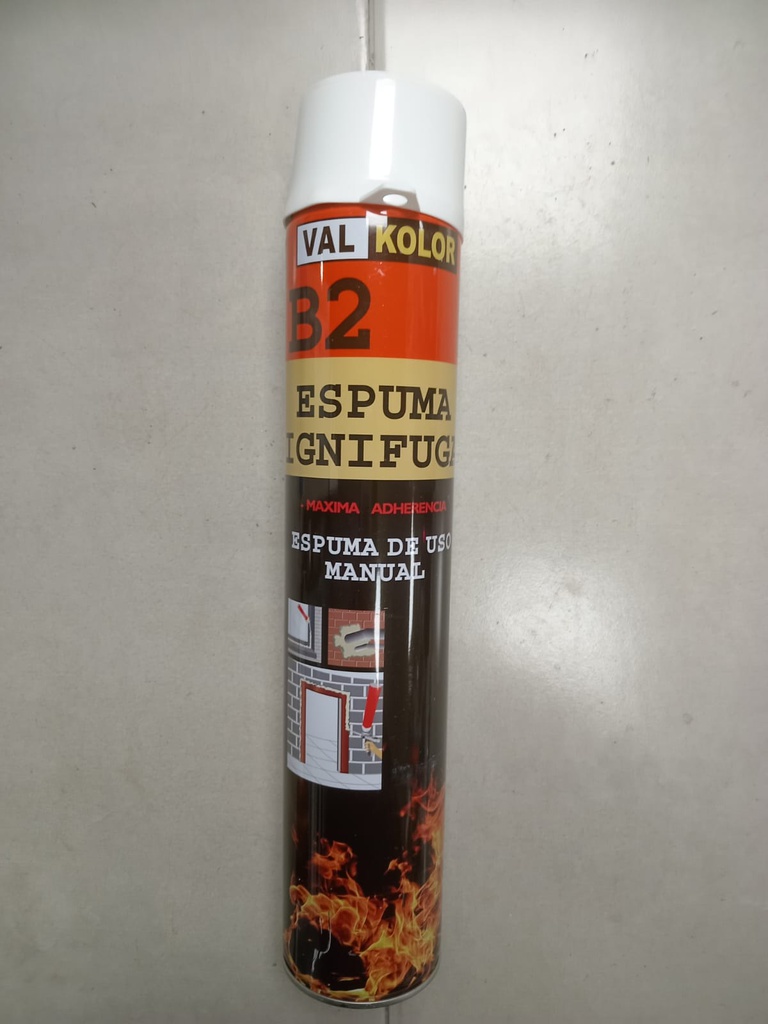 VAL KOLOR
B2
ESPUMA
IGNIFUGA
- MAXIMA ADHERENCIA
ESPUMA DE USO
MANUAL